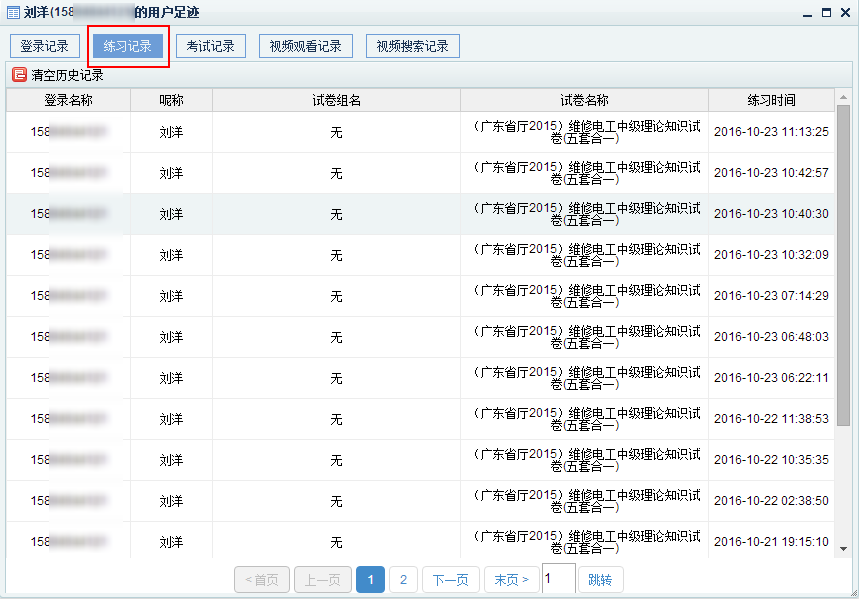 刘洋(158 的用户足迹
登录记录 练习记录 考试记录 视频观看记录 视频搜索记录
清空历史记录
登录名称 昵称 试卷组名 试卷名称 练习时间
158 刘洋 无 （广东省厅2015）维修电工中级理论知识试 2016-10-23 11:13:25
卷(五套合一)
158 刘洋 无 （广东省厅2015）维修电工中级理论知识试 2016-10-23 10:42:57
卷(五套合一)
158 刘洋 无 （广东省厅2015）维修电工中级理论知识试 2016-10-23 10:40:30
卷(五套合一)
158 刘洋 无 （广东省厅2015）维修电工中级理论知识试 2016-10-23 10:32:09
卷(五套合一)
158 刘洋 无 （广东省厅2015）维修电工中级理论知识试 2016-10-23 07:14:29
卷(五套合一)
158 刘洋 无 （广东省厅2015）维修电工中级理论知识试 2016-10-23 06:48:03
卷(五套合一)
158 刘洋 无 （广东省厅2015）维修电工中级理论知识试 2016-10-23 06:22:11
卷(五套合一)
158 刘洋 无 （广东省厅2015）维修电工中级理论知识试 2016-10-22 11:38:53
卷(五套合一)
158 刘洋 无 （广东省厅2015）维修电工中级理论知识试 2016-10-22 10:35:35
卷(五套合一)
158 刘洋 无 （广东省厅2015）维修电工中级理论知识试 2016-10-22 02:38:50
卷(五套合一)
158 刘洋 无 （广东省厅2015）维修电工中级理论知识试 2016-10-21 19:15:10
卷(五套合一)
<首页 上一页 1 2 下一页 末页 > 1 跳转